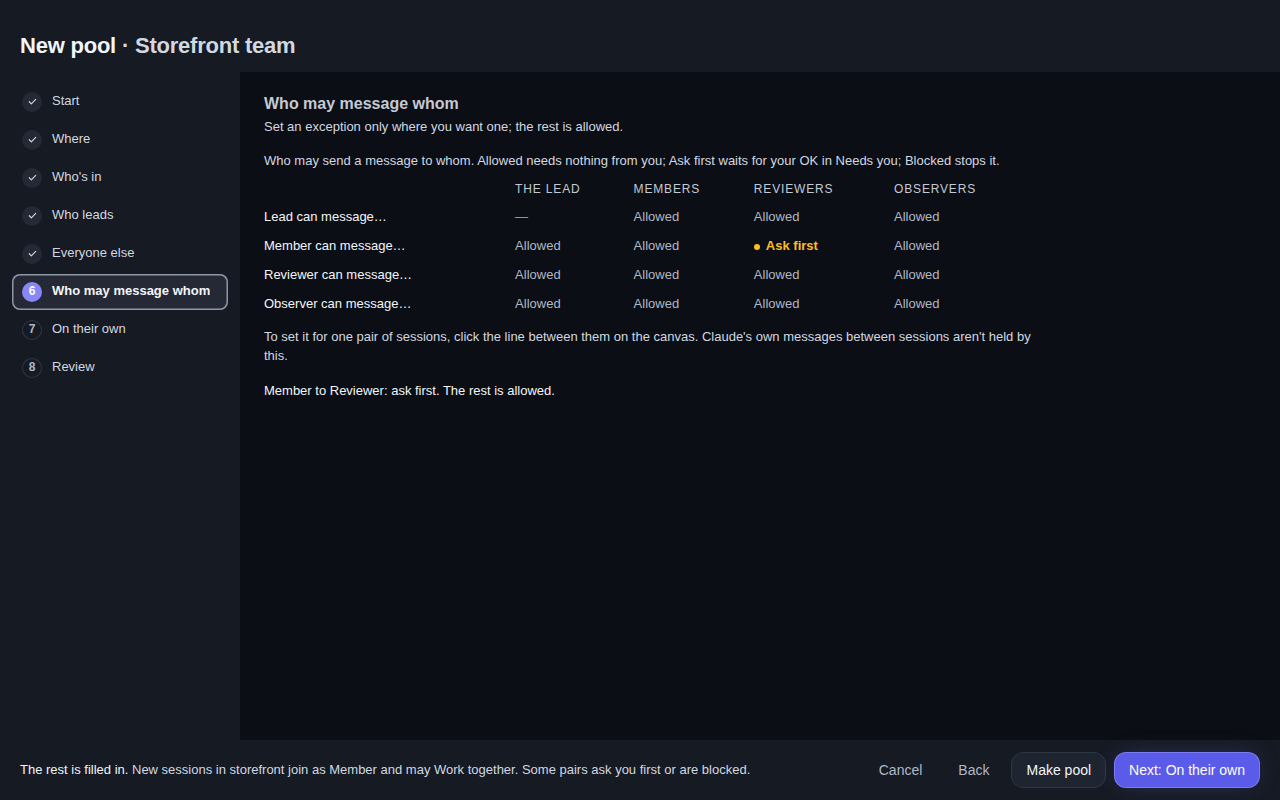 New pool · Storefront team
Start
Where
Who's in
Who leads
Everyone else
6 Who may message whom
7 On their own
8 Review
Who may message whom
Set an exception only where you want one; the rest is allowed.
Who may send a message to whom. Allowed needs nothing from you; Ask first waits for your OK in Needs you; Blocked stops it.
THE LEAD MEMBERS REVIEWERS OBSERVERS
Lead can message… — Allowed Allowed Allowed
Member can message… Allowed Allowed Ask first Allowed
Reviewer can message… Allowed Allowed Allowed Allowed
Observer can message… Allowed Allowed Allowed Allowed
To set it for one pair of sessions, click the line between them on the canvas. Claude's own messages between sessions aren't held by
this.
Member to Reviewer: ask first. The rest is allowed.
The rest is filled in. New sessions in storefront join as Member and may Work together. Some pairs ask you first or are blocked.
Cancel Back Make pool Next: On their own